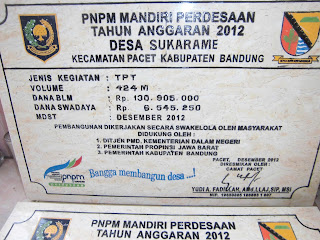 PNPM MANDIRI PERDESAAN
TAHUN ANGGARAN 2012
DESA SUKARAME
KECAMATAN PACET KABUPATEN BANDUNG
JENIS KEGIATAN : TPT
VOLUME : 424 M
DANA BLM : Rp. 130.905.000
DANA SWADAYA : Rp. 6.545.250
MDST : DESEMBER 2012
PEMBANGUNAN DIKERJAKAN SECARA SWAKELOLA OLEH MASYARAKAT
DIDUKUNG OLEH :
1. DITJEN PMD, KEMENTERIAN DALAM NEGERI
2. PEMERINTAH PROPINSI JAWA BARAT
3. PEMERINTAH KABUPATEN BANDUNG
PACET, DESEMBER 2012
DIRESMIKAN OLEH :
CAMAT PACET
pnpm
Bangga membangun desa ...!
YUDI A.
PNPM MANDIRI PERDESAAN
TAHUN ANGGARAN 2012